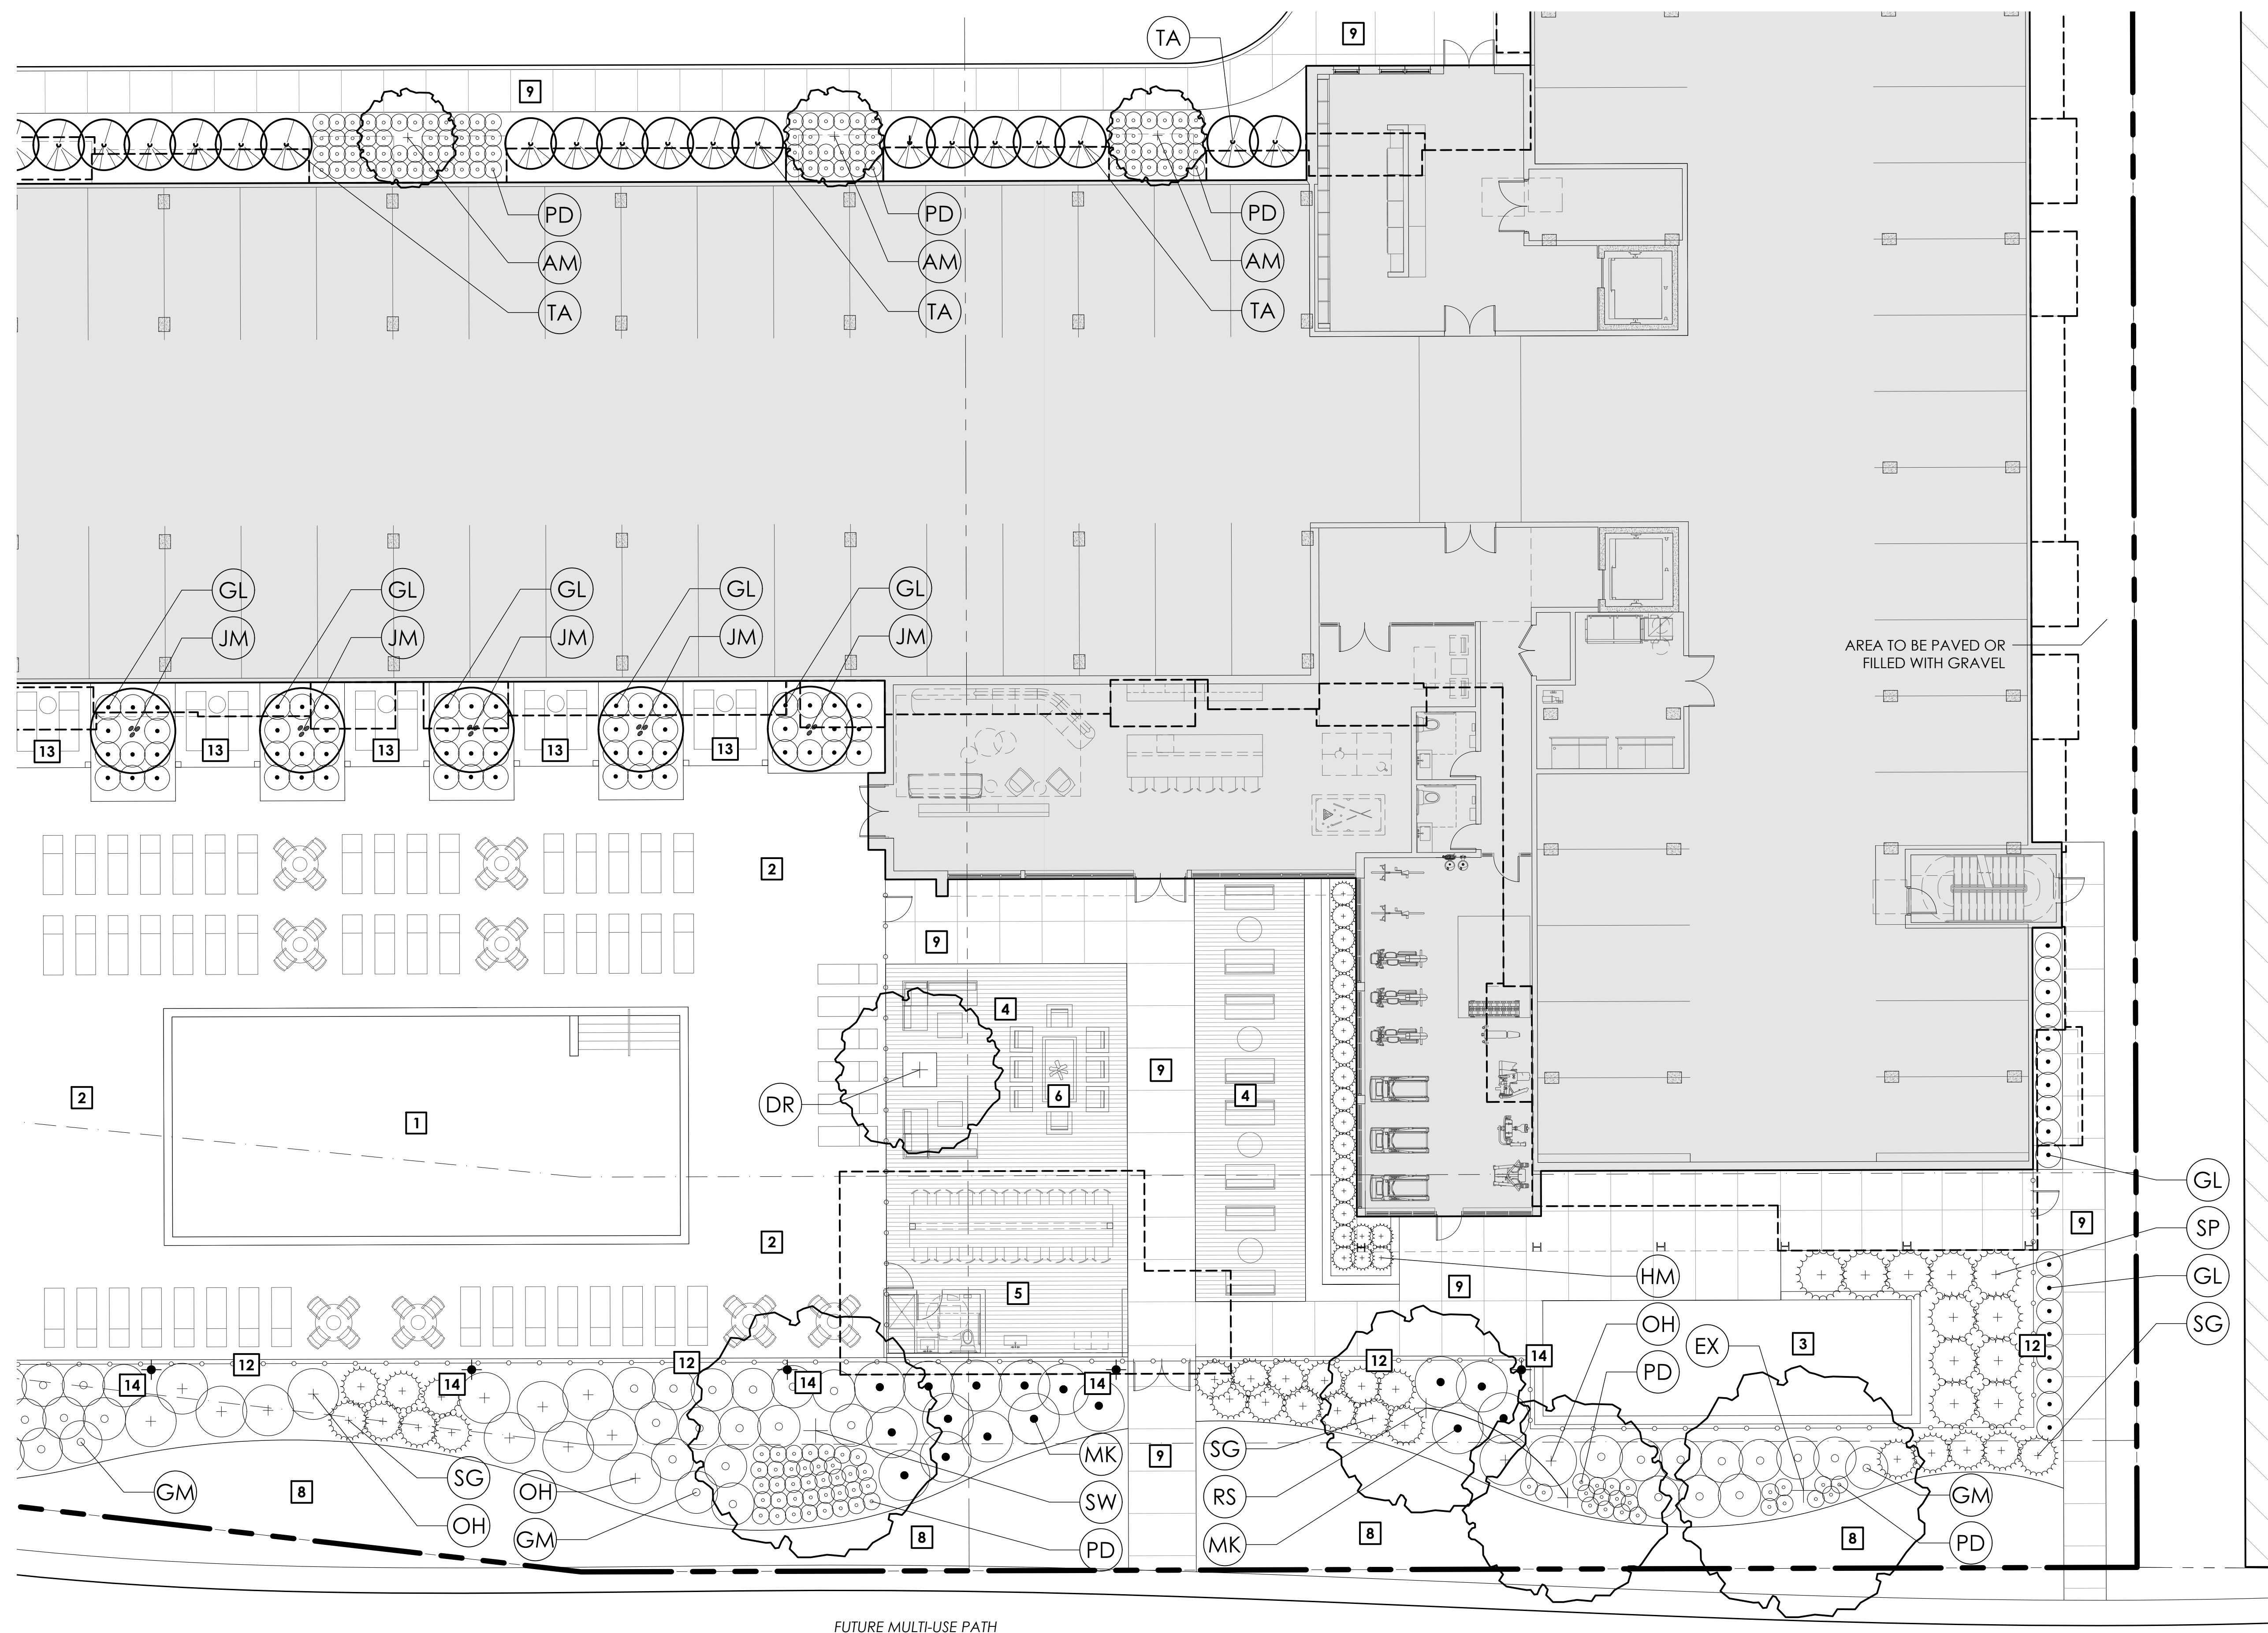 TA
9
9
PD
AM
TA
PD
AM
TA
PD
AM
TA
GL
JM
GL
JM
GL
JM
GL
JM
GL
JM
AREA TO BE PAVED OR
FILLED WITH GRAVEL
13
13
13
13
13
2
9
4
2
1
DR
6
9
4
2
5
GL
SP
GL
SG
9
HM
OH
PD
9
EX
3
12
12
14
12
14
12
14
14
12
14
GM
8
SG
OH
OH
GM
8
MK
SW
PD
9
SG
RS
MK
8
8
GM
PD
FUTURE MULTI-USE PATH